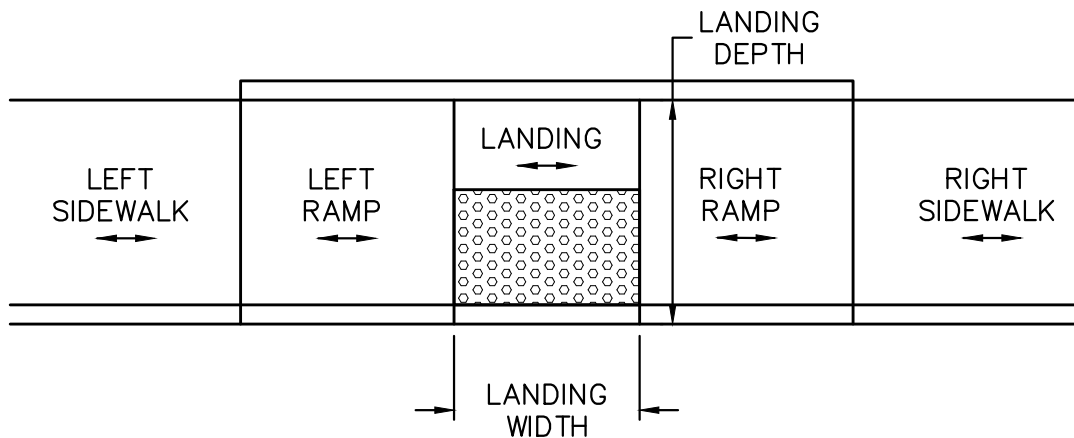 LANDING
DEPTH
LANDING
LEFT
SIDEWALK
LEFT
RAMP
RIGHT
RAMP
RIGHT
SIDEWALK
LANDING
WIDTH